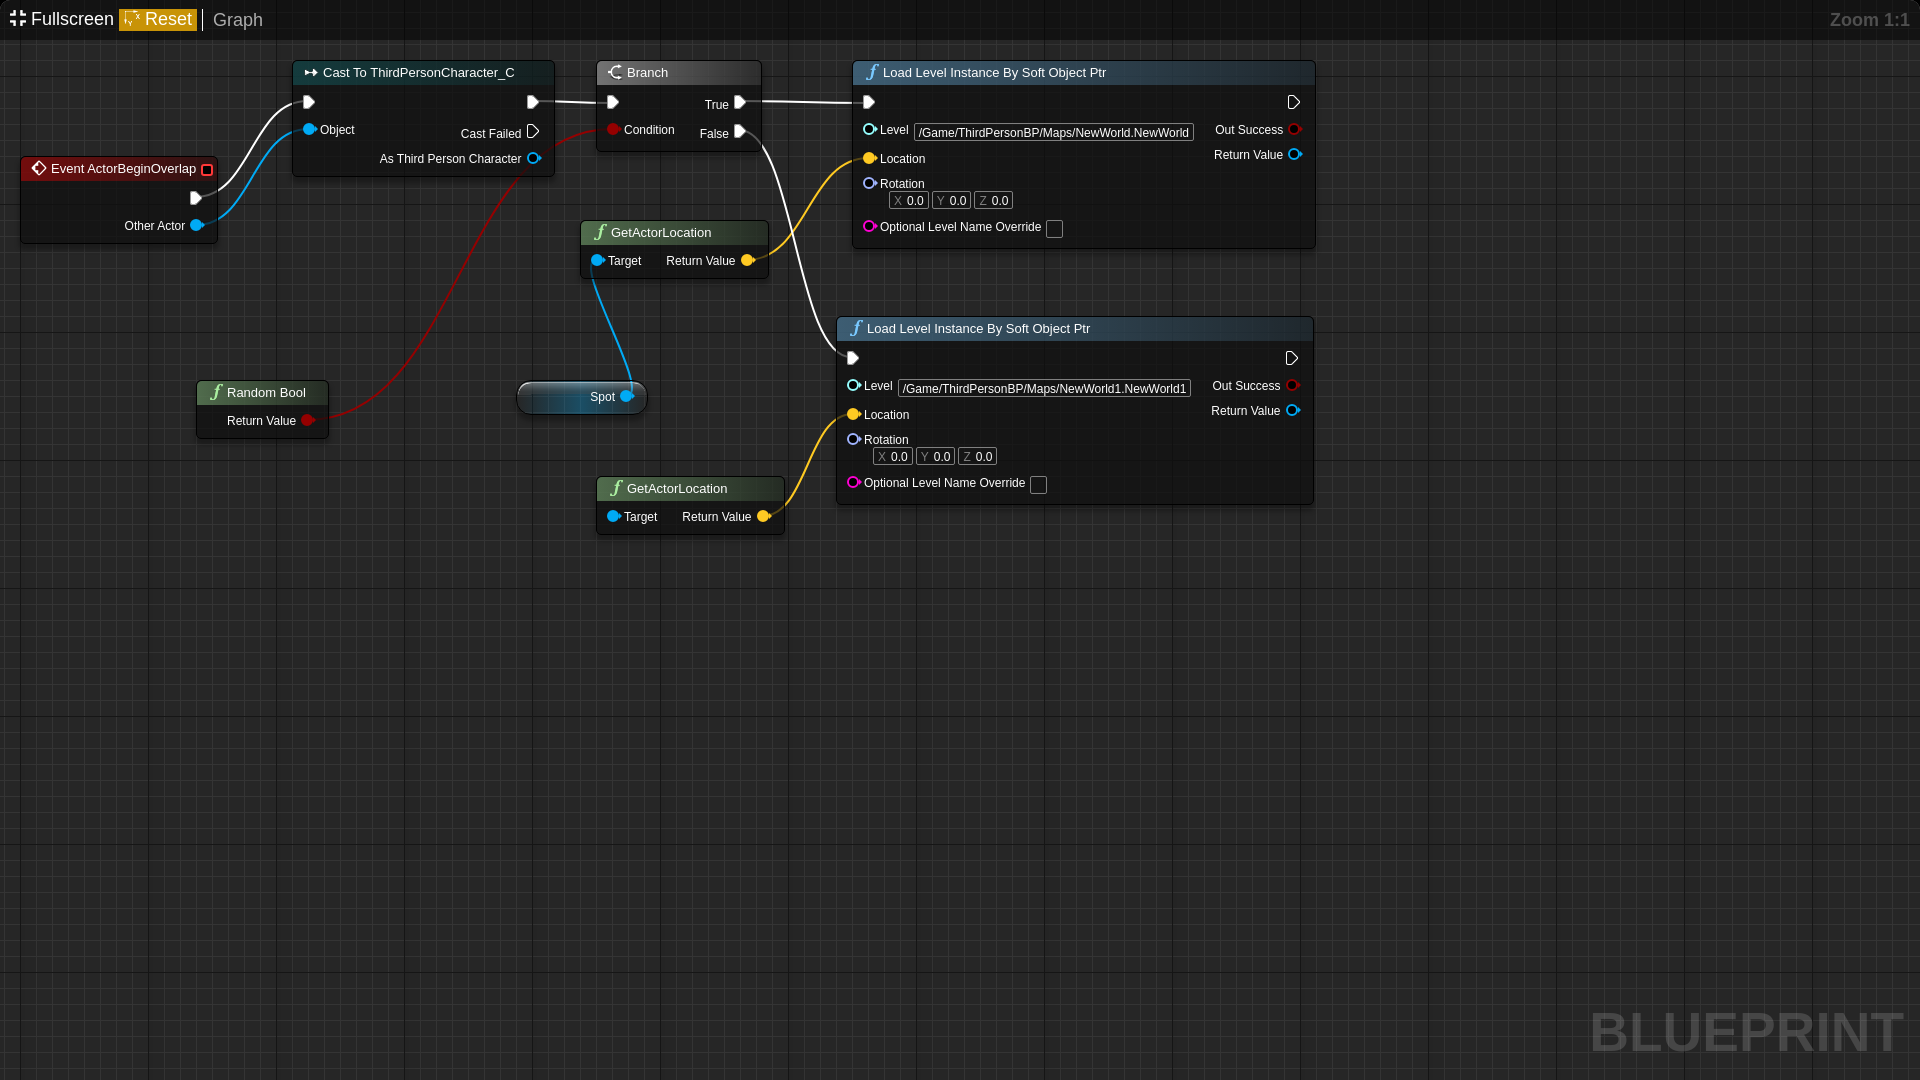 Fullscreen Reset Graph
Zoom 1:1
Event ActorBeginOverlap
Other Actor
Cast To ThirdPersonCharacter_C
Object
Cast Failed
As Third Person Character
Branch
True
Condition
False
Load Level Instance By Soft Object Ptr
Level /Game/ThirdPersonBP/Maps/NewWorld.NewWorld Out Success
Location Return Value
Rotation
X 0.0 Y 0.0 Z 0.0
Optional Level Name Override
GetActorLocation
Target Return Value
Load Level Instance By Soft Object Ptr
Level /Game/ThirdPersonBP/Maps/NewWorld1.NewWorld1 Out Success
Location Return Value
Rotation
X 0.0 Y 0.0 Z 0.0
Optional Level Name Override
Random Bool
Return Value
Spot
GetActorLocation
Target Return Value
BLUEPRINT